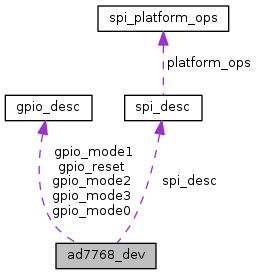 spi_platform_ops
platform_ops
gpio_desc
spi_desc
gpio_mode1
gpio_reset
gpio_mode2
gpio_mode3
gpio_mode0
spi_desc
ad7768_dev